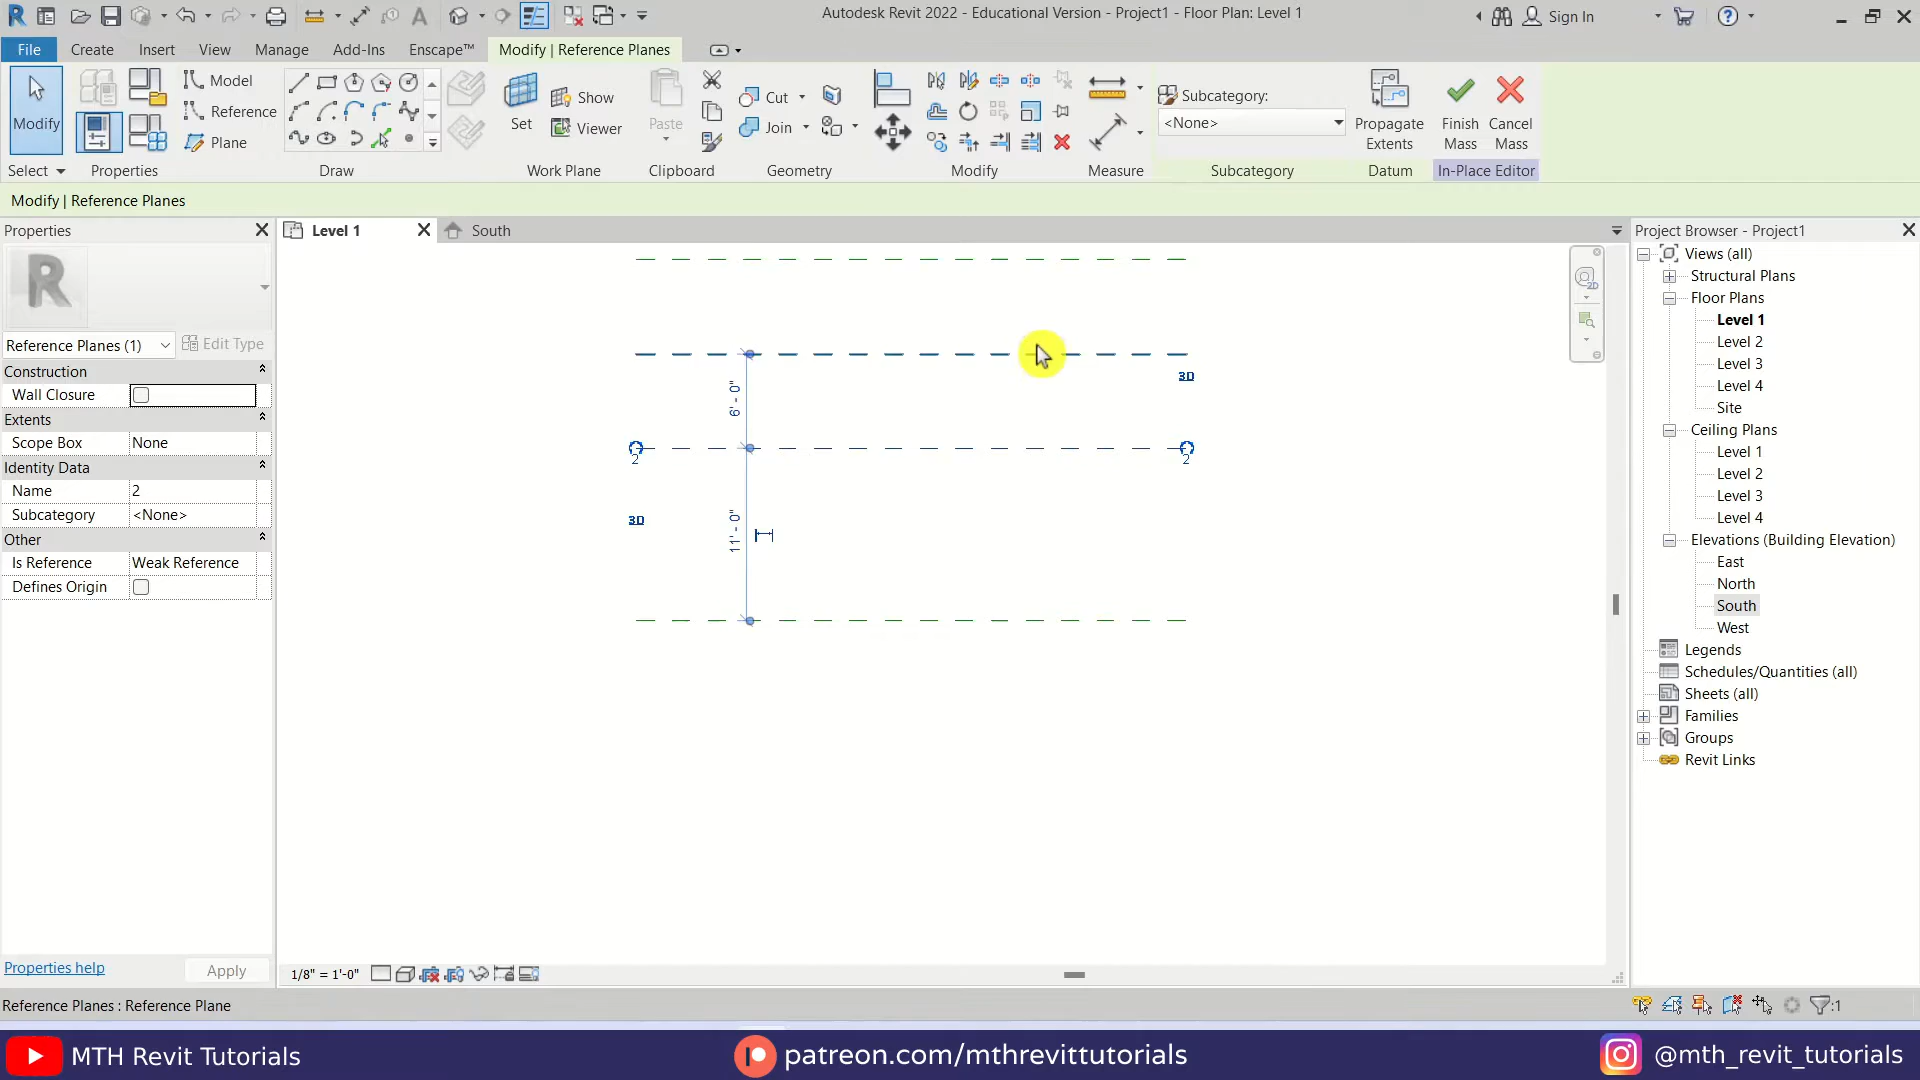 Autodesk Revit 2022 - Educational Version - Project1 - Floor Plan: Level 1
Sign In
File
Create
Insert
View
Manage
Add-Ins
Enscape™
Modify | Reference Planes
Modify
Model
Reference
Plane
Set
Show
Viewer
Paste
Cut
Join
Subcategory:
<None>
Propagate
Extents
Finish
Mass
Cancel
Mass
Select
Properties
Draw
Work Plane
Clipboard
Geometry
Modify
Measure
Subcategory
Datum
In-Place Editor
Modify | Reference Planes
Properties
Level 1
South
Project Browser - Project1
R
Reference Planes (1)
Edit Type
Construction
Wall Closure
Extents
Scope Box None
Identity Data
Name 2
Subcategory <None>
Other
Is Reference Weak Reference
Defines Origin
Properties help
Apply
6' - 0"
11' - 0"
3D
2
2
3D
2D
Views (all)
Structural Plans
Floor Plans
Level 1
Level 2
Level 3
Level 4
Site
Ceiling Plans
Level 1
Level 2
Level 3
Level 4
Elevations (Building Elevation)
East
North
South
West
Legends
Schedules/Quantities (all)
Sheets (all)
Families
Groups
Revit Links
1/8" = 1'-0"
Reference Planes : Reference Plane
:1
MTH Revit Tutorials
patreon.com/mthrevittutorials
@mth_revit_tutorials